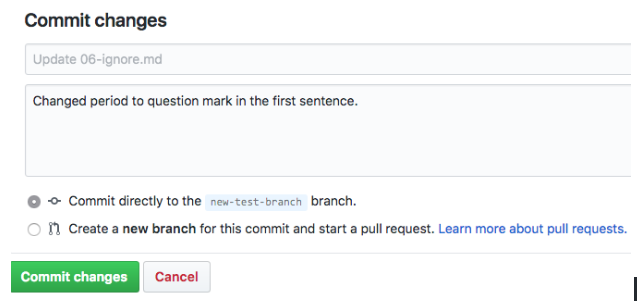 Commit changes
Update 06-ignore.md
Changed period to question mark in the first sentence.
Commit directly to the new-test-branch branch.
Create a new branch for this commit and start a pull request. Learn more about pull requests.
Commit changes Cancel